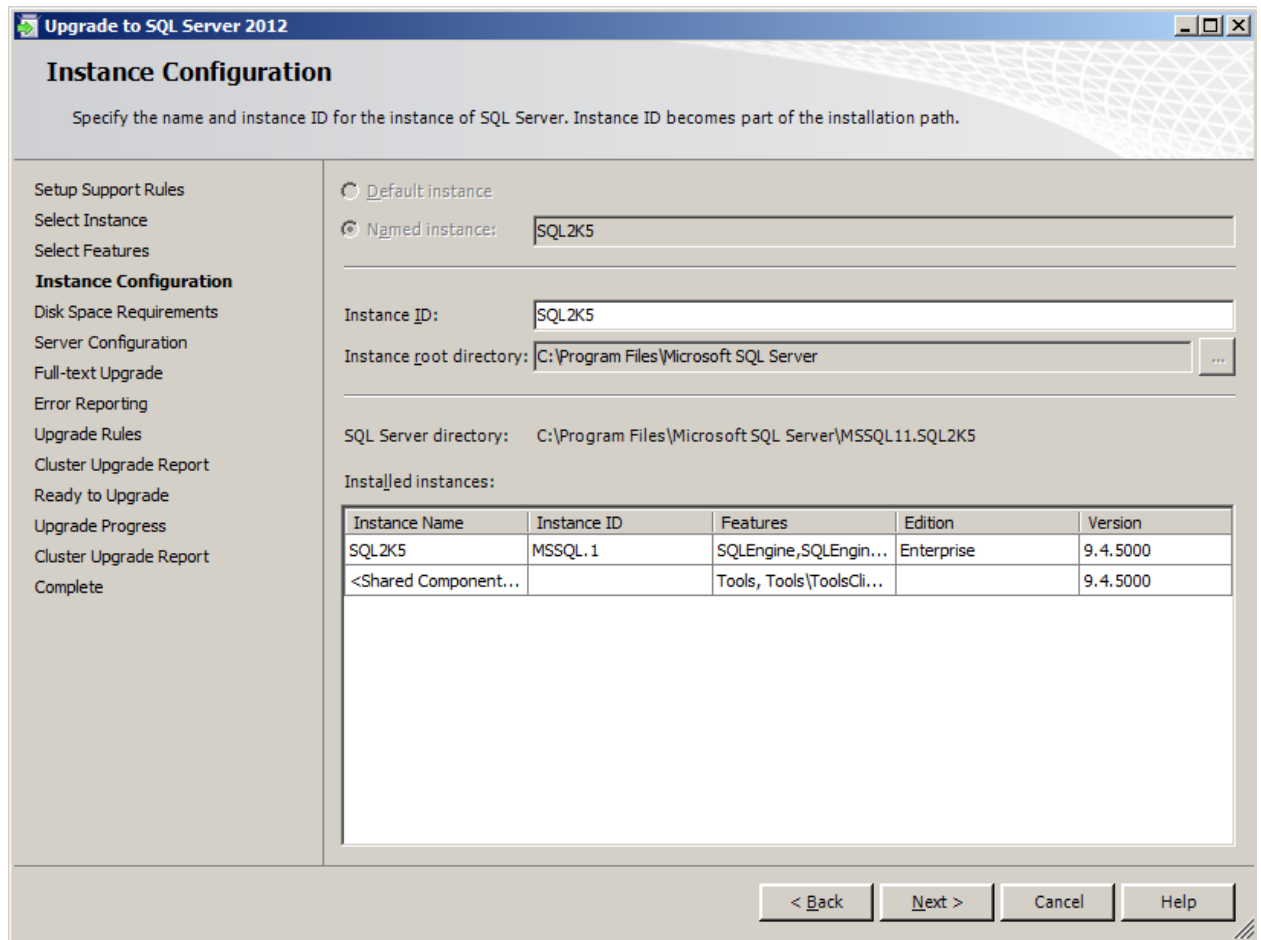 Upgrade to SQL Server 2012
Instance Configuration
Specify the name and instance ID for the instance of SQL Server. Instance ID becomes part of the installation path.
Setup Support Rules
Select Instance
Select Features
Instance Configuration
Disk Space Requirements
Server Configuration
Full-text Upgrade
Error Reporting
Upgrade Rules
Cluster Upgrade Report
Ready to Upgrade
Upgrade Progress
Cluster Upgrade Report
Complete
Default instance
Named instance: SQL2K5
Instance ID: SQL2K5
Instance root directory: C:\Program Files\Microsoft SQL Server ...
SQL Server directory: C:\Program Files\Microsoft SQL Server\MSSQL11.SQL2K5
Installed instances:
Instance Name Instance ID Features Edition Version
SQL2K5 MSSQL.1 SQLEngine,SQLEngin... Enterprise 9.4.5000
<Shared Component... Tools, Tools\ToolsCli... 9.4.5000
< Back Next > Cancel Help